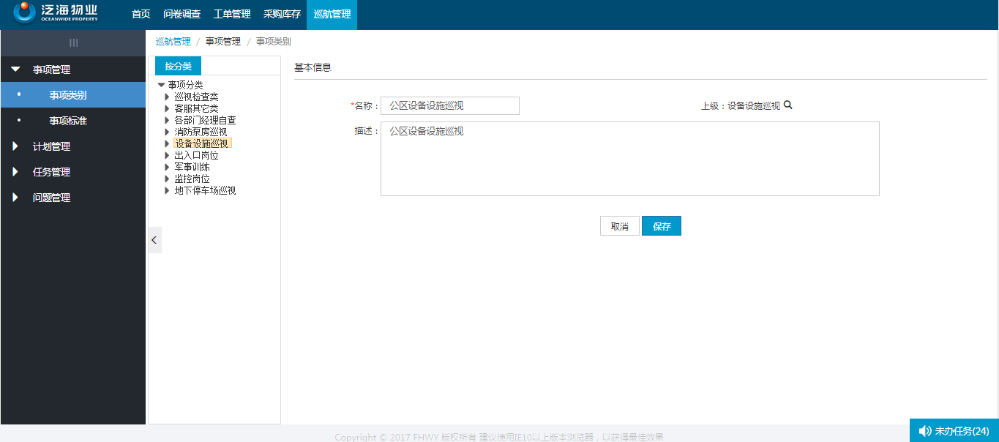 泛海物业
OCEANWIDE PROPERTY
首页 问卷调查 工单管理 采购库存 巡航管理
事项管理
事项类别
事项标准
计划管理
任务管理
问题管理
巡航管理 / 事项管理 / 事项类别
按分类
事项分类
巡视检查类
客服其它类
各部门经理自查
消防泵房巡视
设备设施巡视
出入口岗位
军事训练
监控岗位
地下停车场巡视
基本信息
*名称： 公区设备设施巡视 上级：设备设施巡视
描述： 公区设备设施巡视
取消 保存
未办任务(24)
Copyright © 2017 FHWY 版权所有 建议使用IE10以上版本浏览器，以获得最佳效果